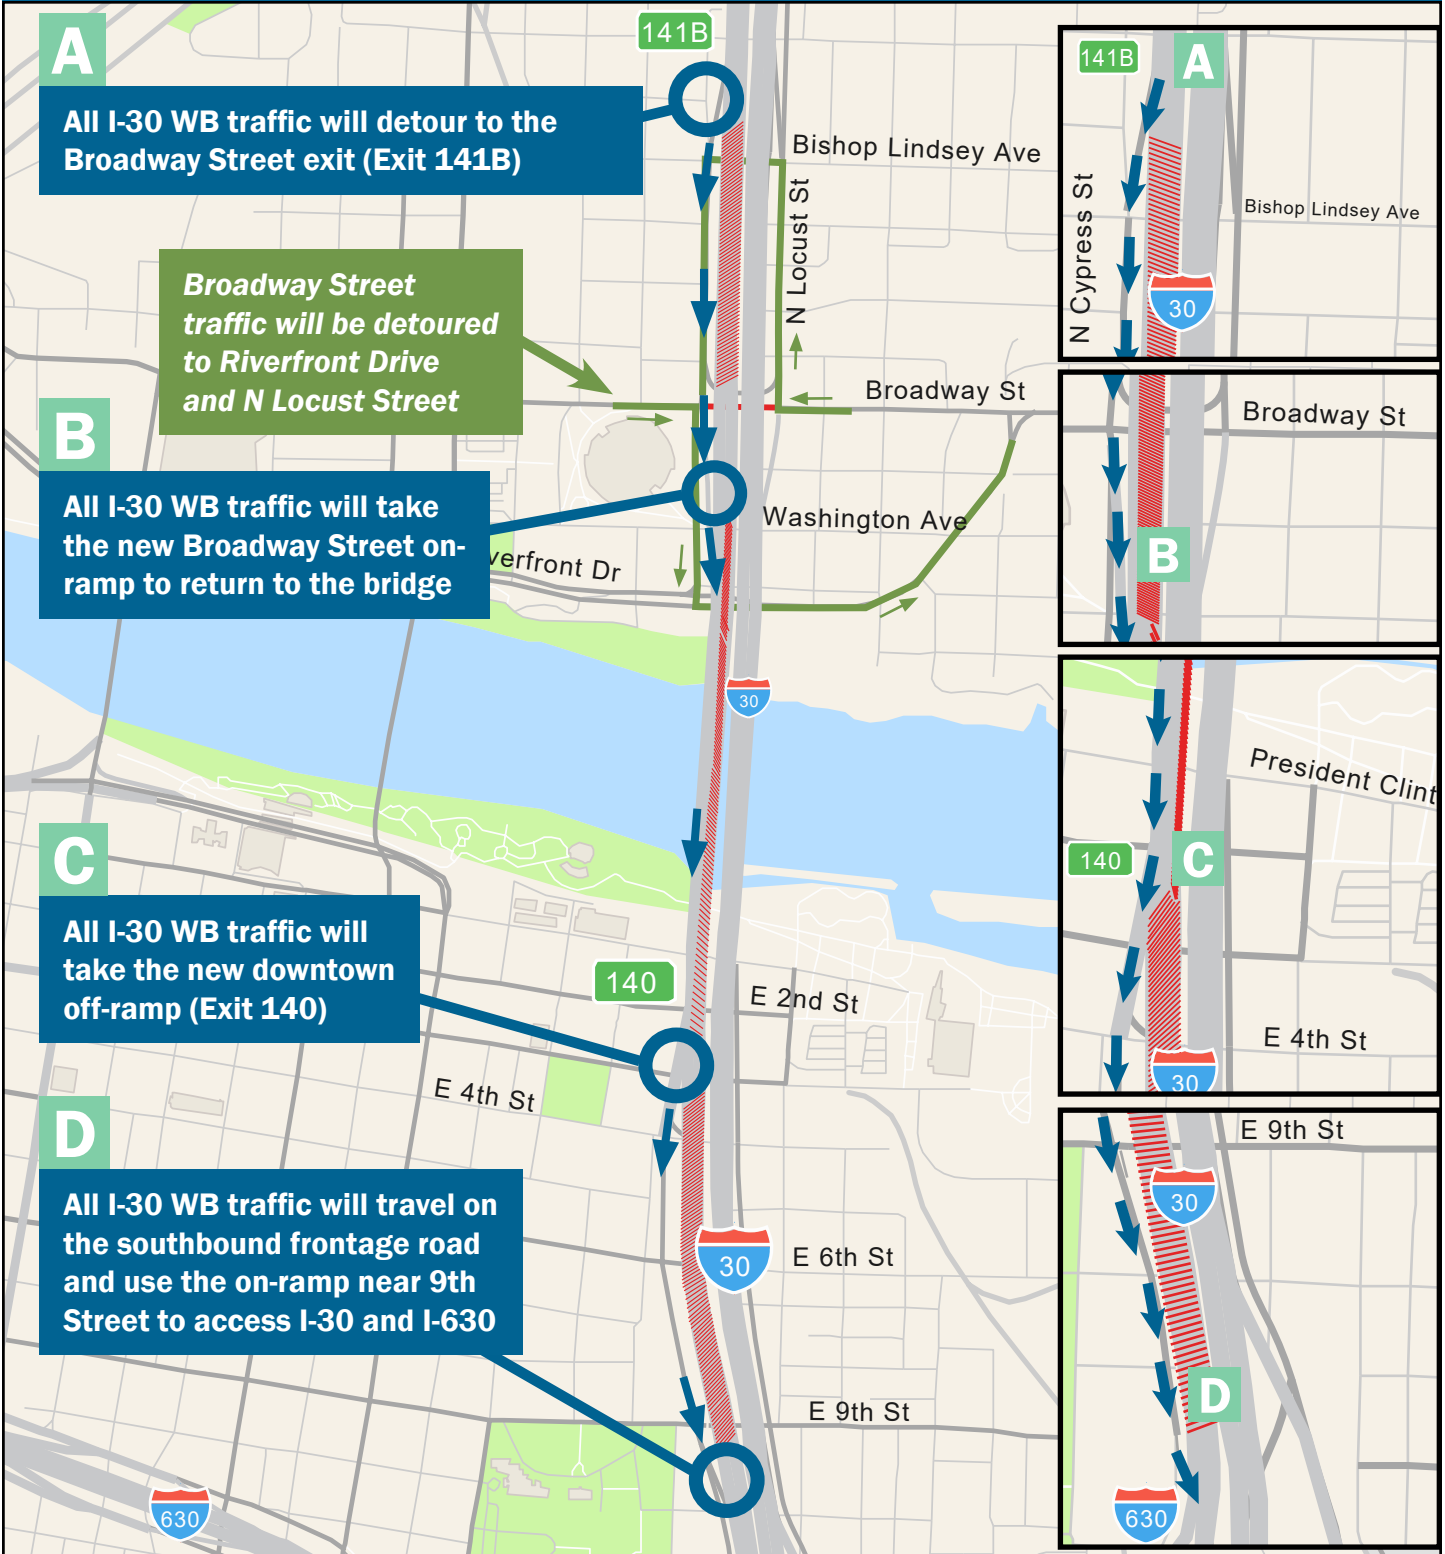 A
All I-30 WB traffic will detour to the
Broadway Street exit (Exit 141B)
141B
Bishop Lindsey Ave
N Locust St
Broadway Street
traffic will be detoured
to Riverfront Drive
and N Locust Street
Broadway St
B
All I-30 WB traffic will take
the new Broadway Street on-
ramp to return to the bridge
Washington Ave
verfront Dr
30
C
All I-30 WB traffic will
take the new downtown
off-ramp (Exit 140)
140
E 2nd St
E 4th St
D
All I-30 WB traffic will travel on
the southbound frontage road
and use the on-ramp near 9th
Street to access I-30 and I-630
30
E 6th St
E 9th St
630
141B
A
N Cypress St
Bishop Lindsey Ave
30
Broadway St
B
President Clint
140
C
E 4th St
30
E 9th St
30
D
630